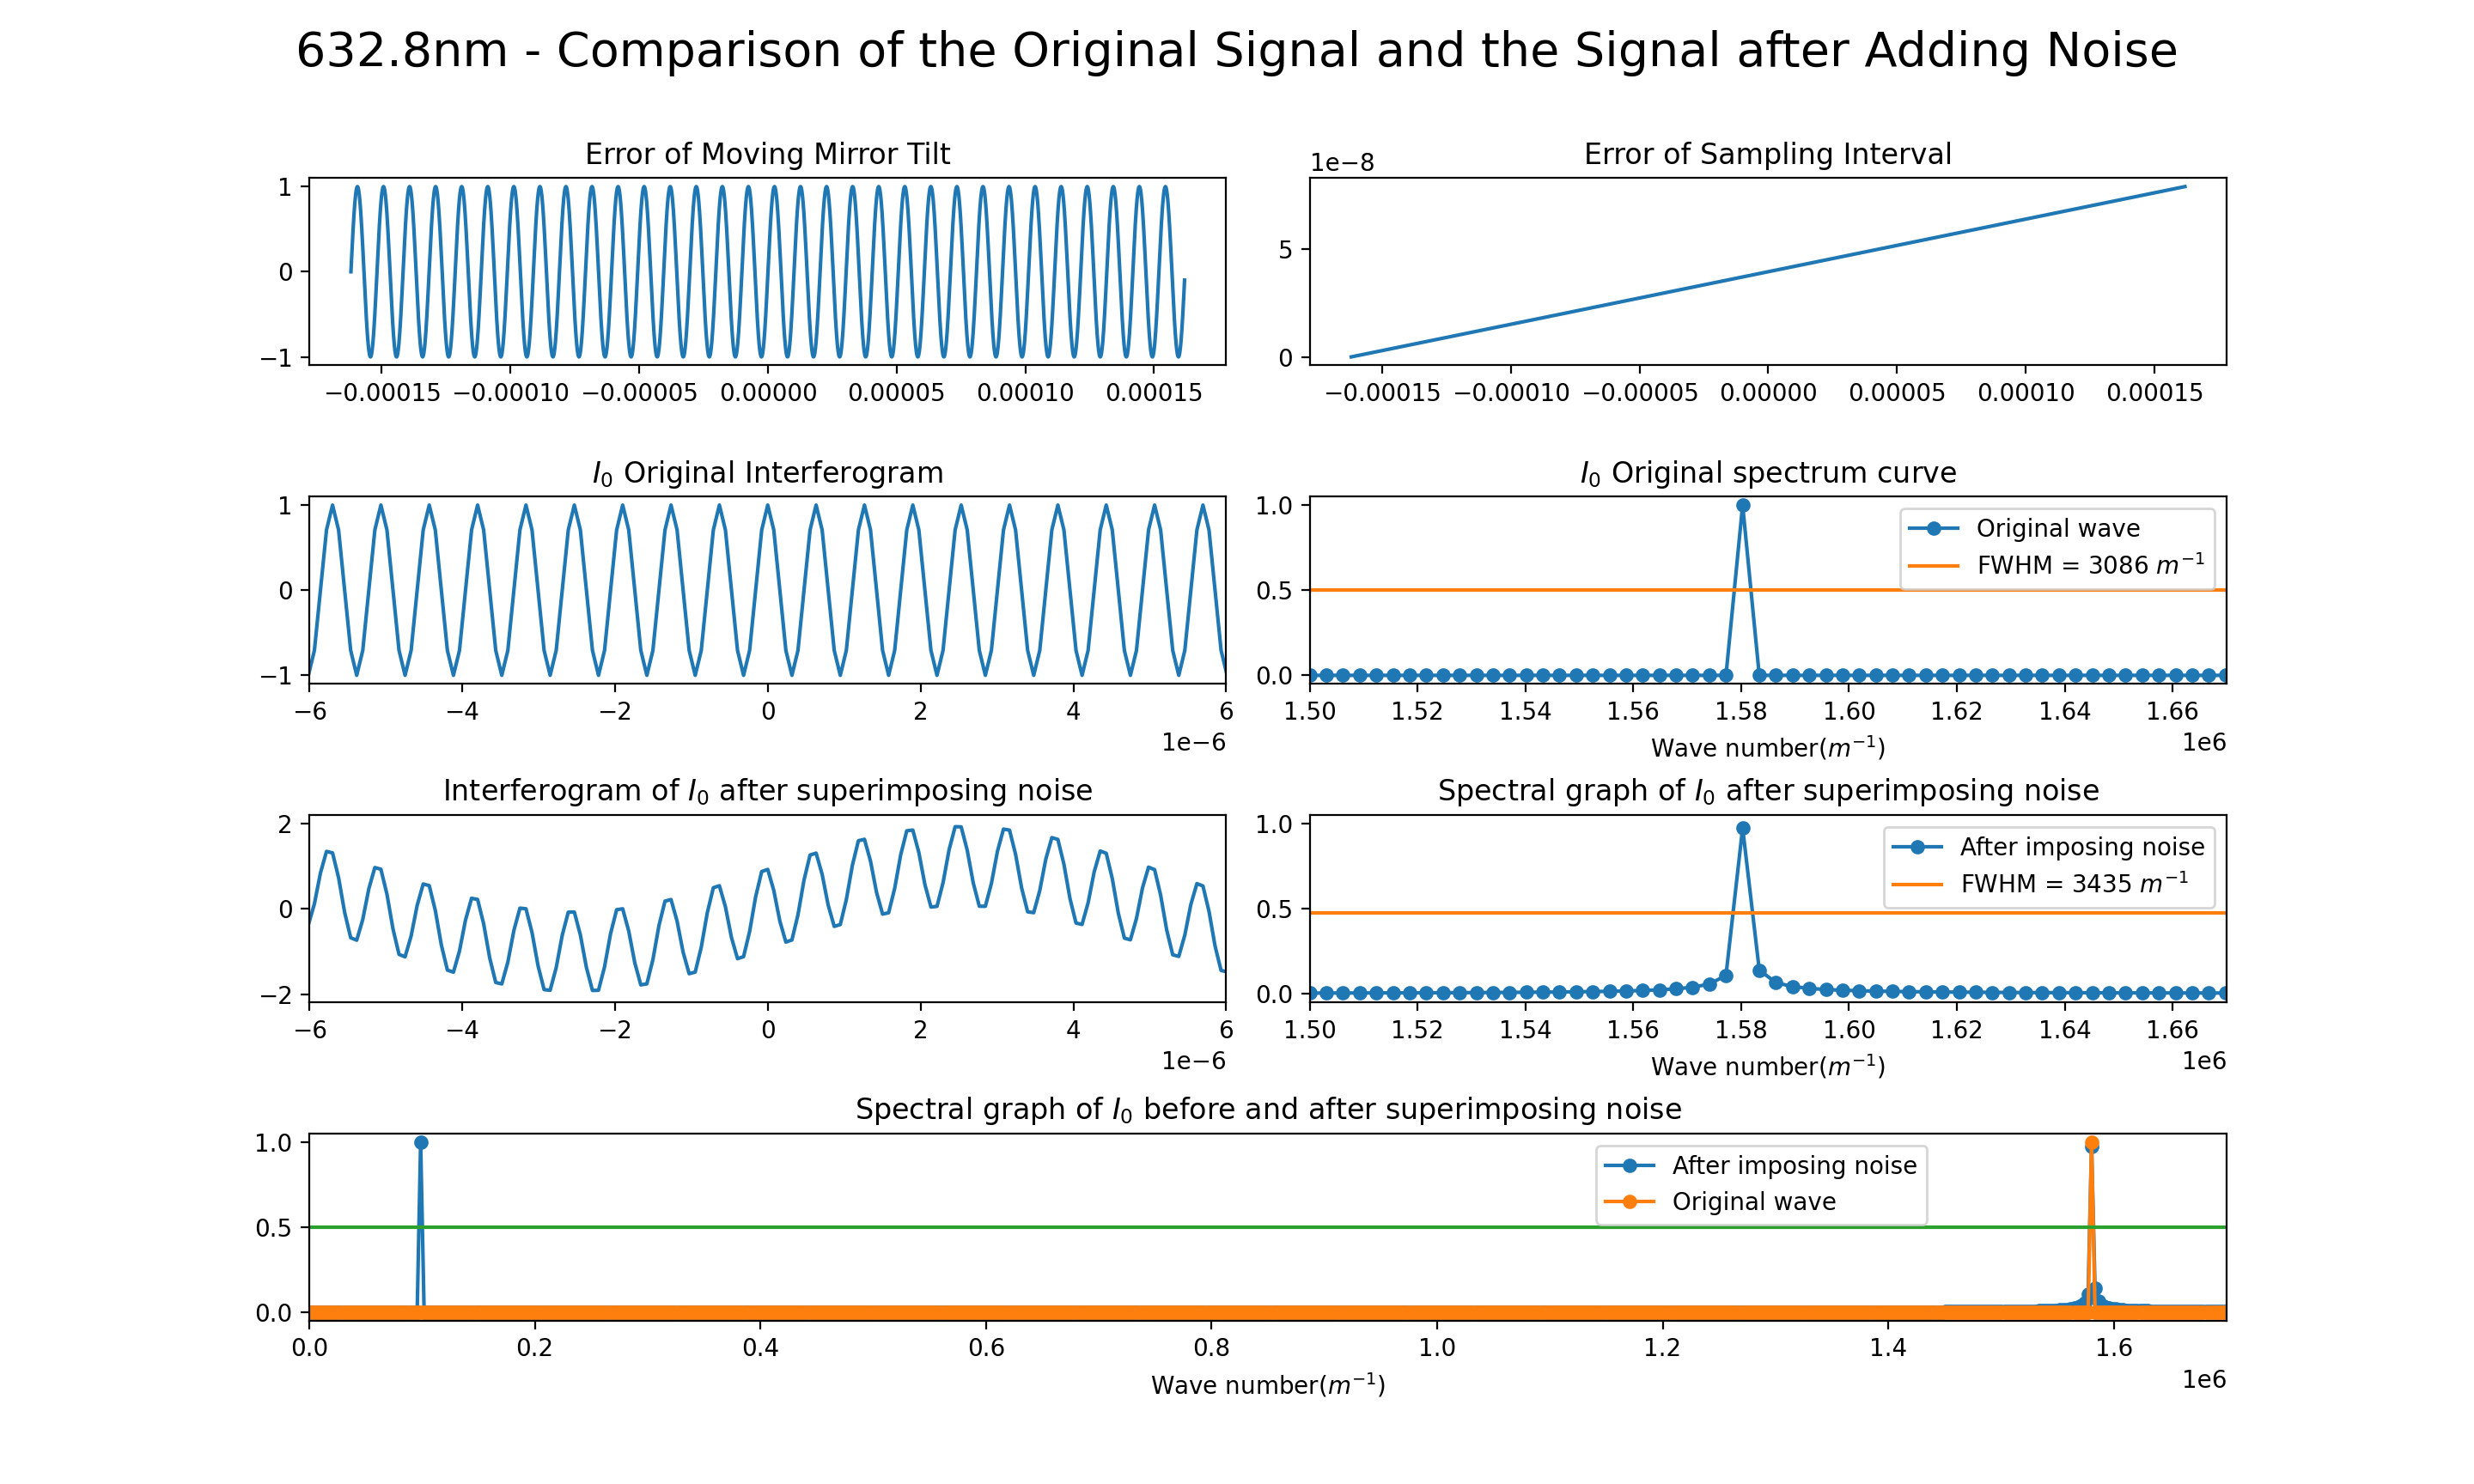 632.8nm - Comparison of the Original Signal and the Signal after Adding Noise
Error of Moving Mirror Tilt
1
0
−1
−0.00015 −0.00010 −0.00005 0.00000 0.00005 0.00010 0.00015
Error of Sampling Interval
1e−8
5
0
−0.00015 −0.00010 −0.00005 0.00000 0.00005 0.00010 0.00015
I₀ Original Interferogram
1
0
−1
−6 −4 −2 0 2 4 6
1e−6
I₀ Original spectrum curve
1.0
0.5
0.0
Original wave
FWHM = 3086 m⁻¹
1.50 1.52 1.54 1.56 1.58 1.60 1.62 1.64 1.66
Wave number(m⁻¹)
1e6
Interferogram of I₀ after superimposing noise
2
0
−2
−6 −4 −2 0 2 4 6
1e−6
Spectral graph of I₀ after superimposing noise
1.0
0.5
0.0
After imposing noise
FWHM = 3435 m⁻¹
1.50 1.52 1.54 1.56 1.58 1.60 1.62 1.64 1.66
Wave number(m⁻¹)
1e6
Spectral graph of I₀ before and after superimposing noise
1.0
0.5
0.0
After imposing noise
Original wave
0.0 0.2 0.4 0.6 0.8 1.0 1.2 1.4 1.6
Wave number(m⁻¹)
1e6